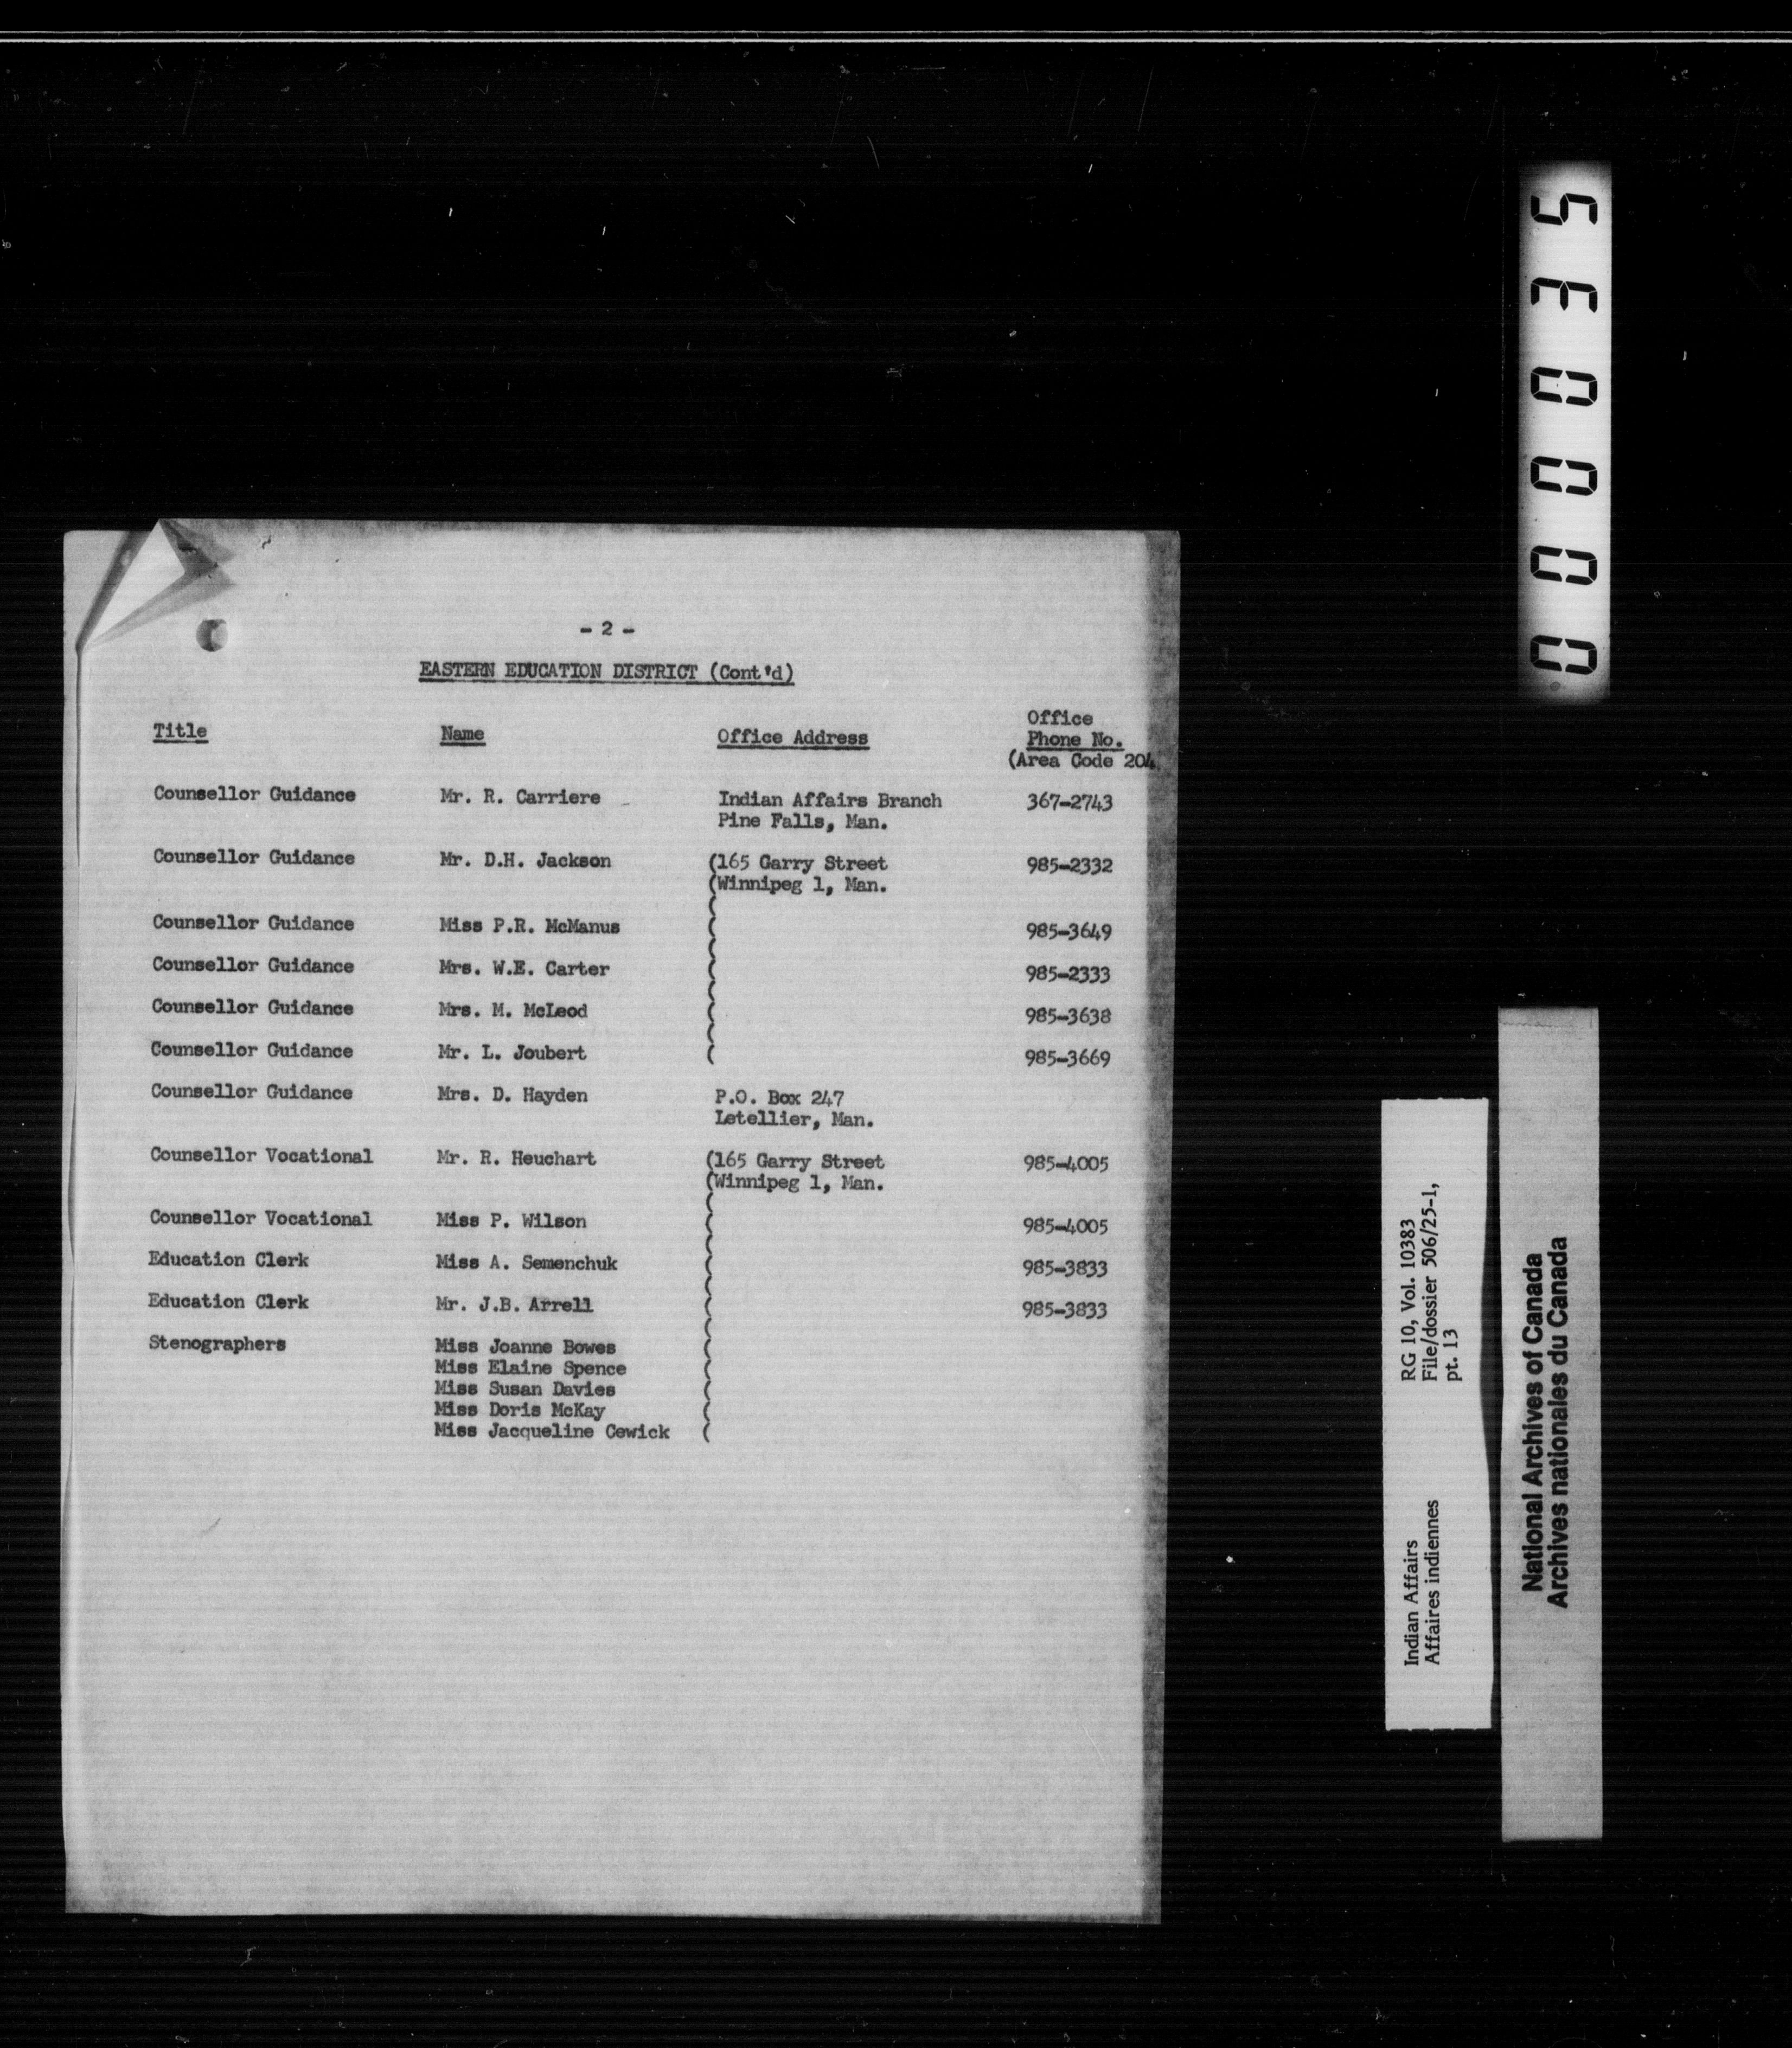 - 2 -
EASTERN EDUCATION DISTRICT (Cont'd)
Title Name Office Address Office Phone No. (Area Code 204
Counsellor Guidance Mr. R. Carriere Indian Affairs Branch 367-2743
Pine Falls, Man.
Counsellor Guidance Mr. D.H. Jackson (165 Garry Street 985-2332
(Winnipeg 1, Man.
Counsellor Guidance Miss P.R. McManus ( 985-3649
Counsellor Guidance Mrs. W.E. Carter ( 985-2333
Counsellor Guidance Mrs. M. McLeod ( 985-3638
Counsellor Guidance Mr. L. Joubert ( 985-3669
Counsellor Guidance Mrs. D. Hayden P.O. Box 247
Letellier, Man.
Counsellor Vocational Mr. R. Heuchart (165 Garry Street 985-4005
(Winnipeg 1, Man.
Counsellor Vocational Miss P. Wilson ( 985-4005
Education Clerk Miss A. Semenchuk ( 985-3833
Education Clerk Mr. J.B. Arrell ( 985-3833
Stenographers Miss Joanne Bowes (
Miss Elaine Spence (
Miss Susan Davies (
Miss Doris McKay (
Miss Jacqueline Cewick (
000035
Indian Affairs RG 10, Vol. 10383
Affaires indiennes File/dossier 506/25-1,
pt. 13
National Archives of Canada
Archives nationales du Canada